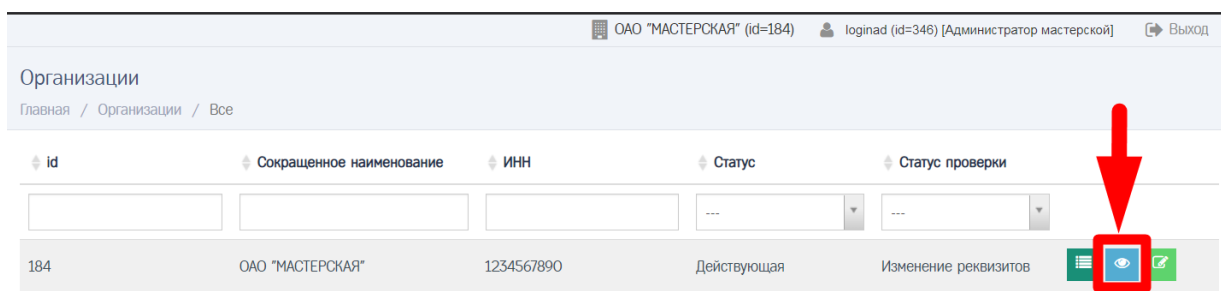 ОАО "МАСТЕРСКАЯ" (id=184) loginad (id=346) [Администратор мастерской] Выход
Организации
Главная / Организации / Все
id Сокращенное наименование ИНН Статус Статус проверки
--- ---
184 ОАО "МАСТЕРСКАЯ" 1234567890 Действующая Изменение реквизитов